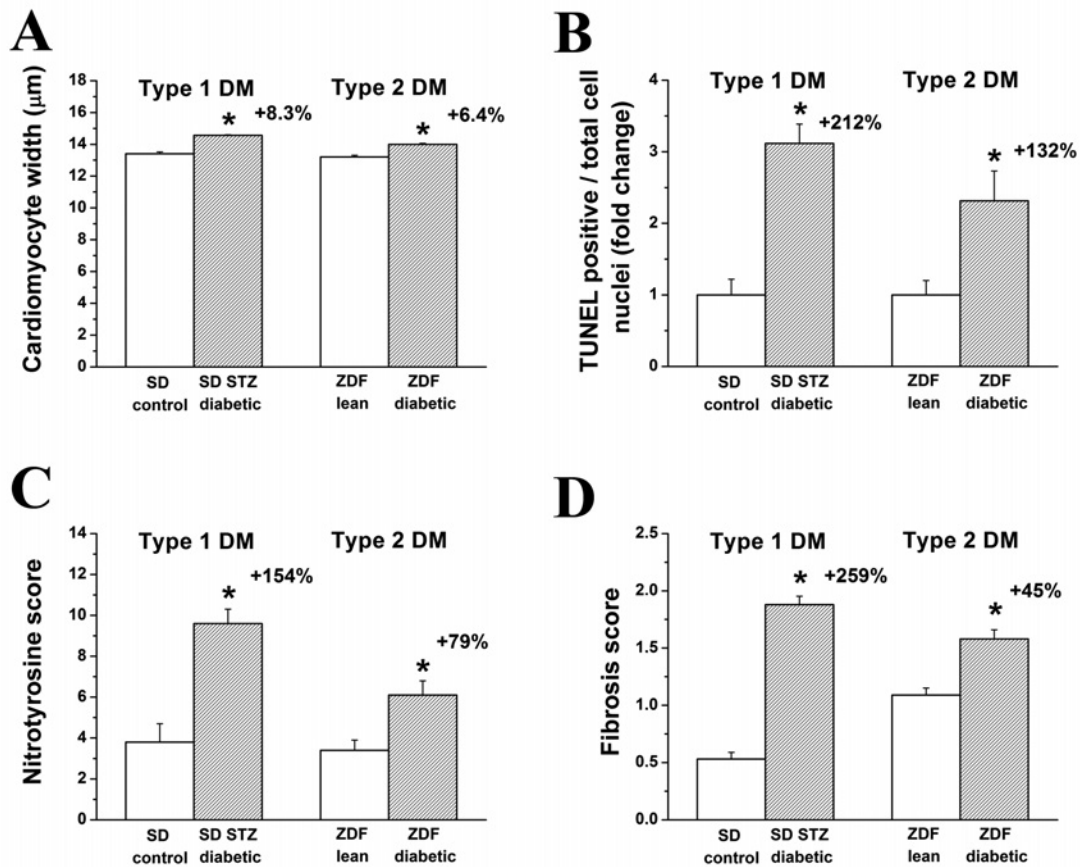 A
Cardiomyocyte width (μm)
18
16
14
12
10
8
6
4
2
0
Type 1 DM
Type 2 DM
* +8.3%
* +6.4%
SD control
SD STZ diabetic
ZDF lean
ZDF diabetic
B
TUNEL positive / total cell
nuclei (fold change)
4
3
2
1
0
Type 1 DM
Type 2 DM
* +212%
* +132%
SD control
SD STZ diabetic
ZDF lean
ZDF diabetic
C
Nitrotyrosine score
14
12
10
8
6
4
2
0
Type 1 DM
Type 2 DM
* +154%
* +79%
SD control
SD STZ diabetic
ZDF lean
ZDF diabetic
D
Fibrosis score
2.5
2.0
1.5
1.0
0.5
0.0
Type 1 DM
Type 2 DM
* +259%
* +45%
SD control
SD STZ diabetic
ZDF lean
ZDF diabetic